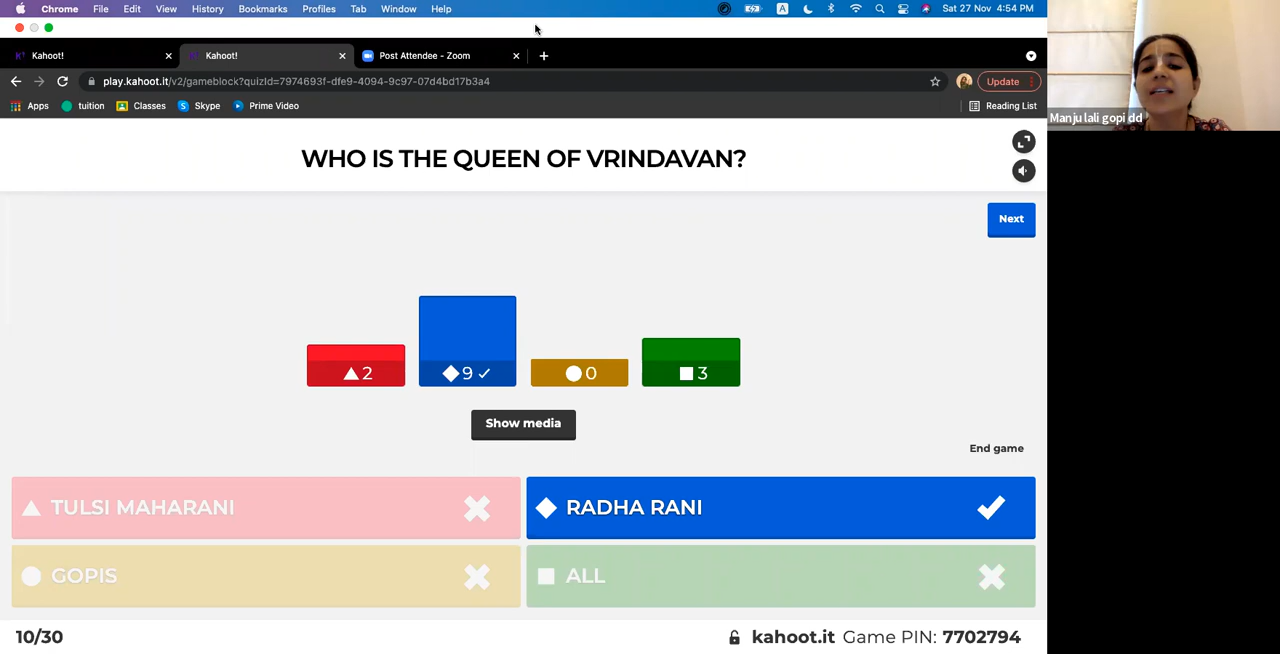 Chrome File Edit View History Bookmarks Profiles Tab Window Help A Sat 27 Nov 4:54 PM
Kahoot! Kahoot! Post Attendee - Zoom
play.kahoot.it/v2/gameblock?quizId=7974693f-dfe9-4094-9c97-07d4bd17b3a4 Update
Apps tuition Classes Skype Prime Video Reading List
Manju lali gopi dd
WHO IS THE QUEEN OF VRINDAVAN?
Next
2 9 0 3
Show media
End game
TULSI MAHARANI RADHA RANI
GOPIS ALL
10/30 kahoot.it Game PIN: 7702794